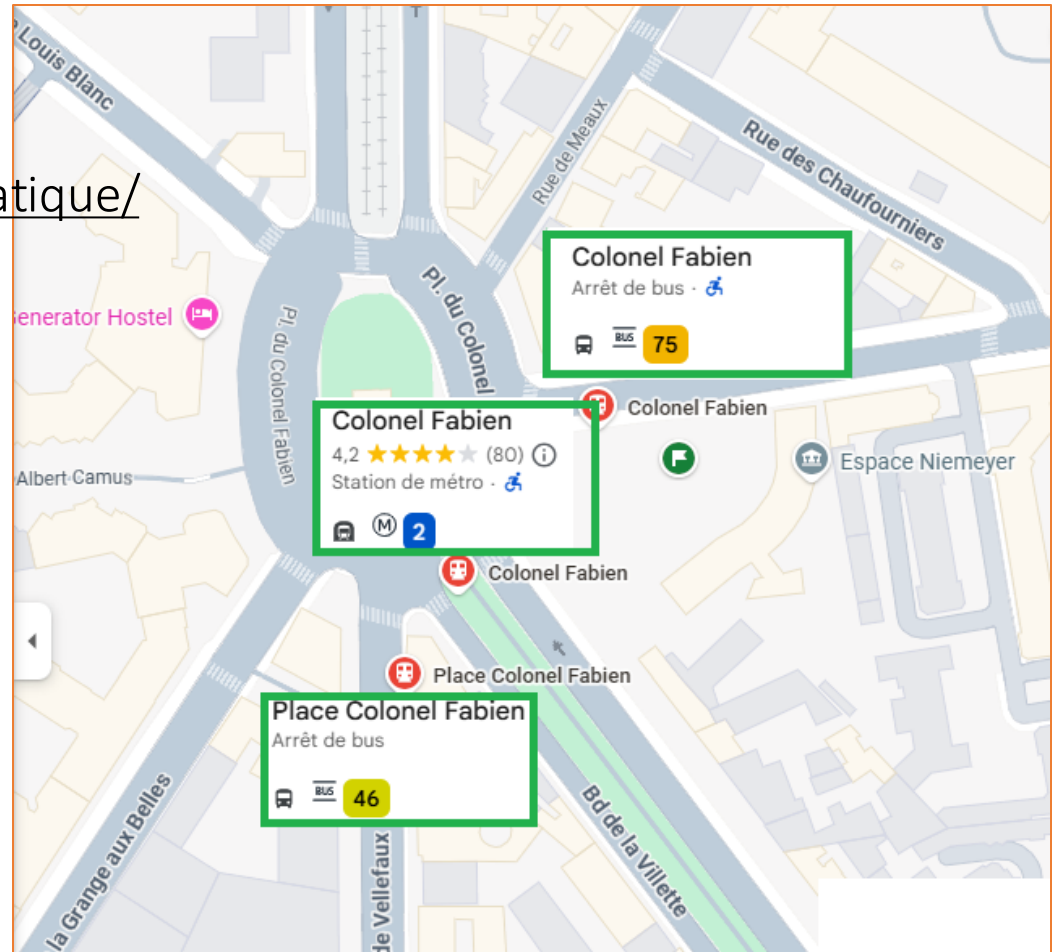 Louis Blanc
atique/
Rue de Meaux
Rue des Chaufourniers
Colonel Fabien
Arrêt de bus ·
BUS 75
Generator Hostel
Pl. du Colonel Fabien
Pl. du Colonel
Colonel Fabien
Colonel Fabien
4,2 (80)
Station de métro ·
M 2
Espace Niemeyer
Albert Camus
Colonel Fabien
Place Colonel Fabien
Place Colonel Fabien
Arrêt de bus
BUS 46
la Grange aux Belles
de Vellefaux
Bd de la Villette